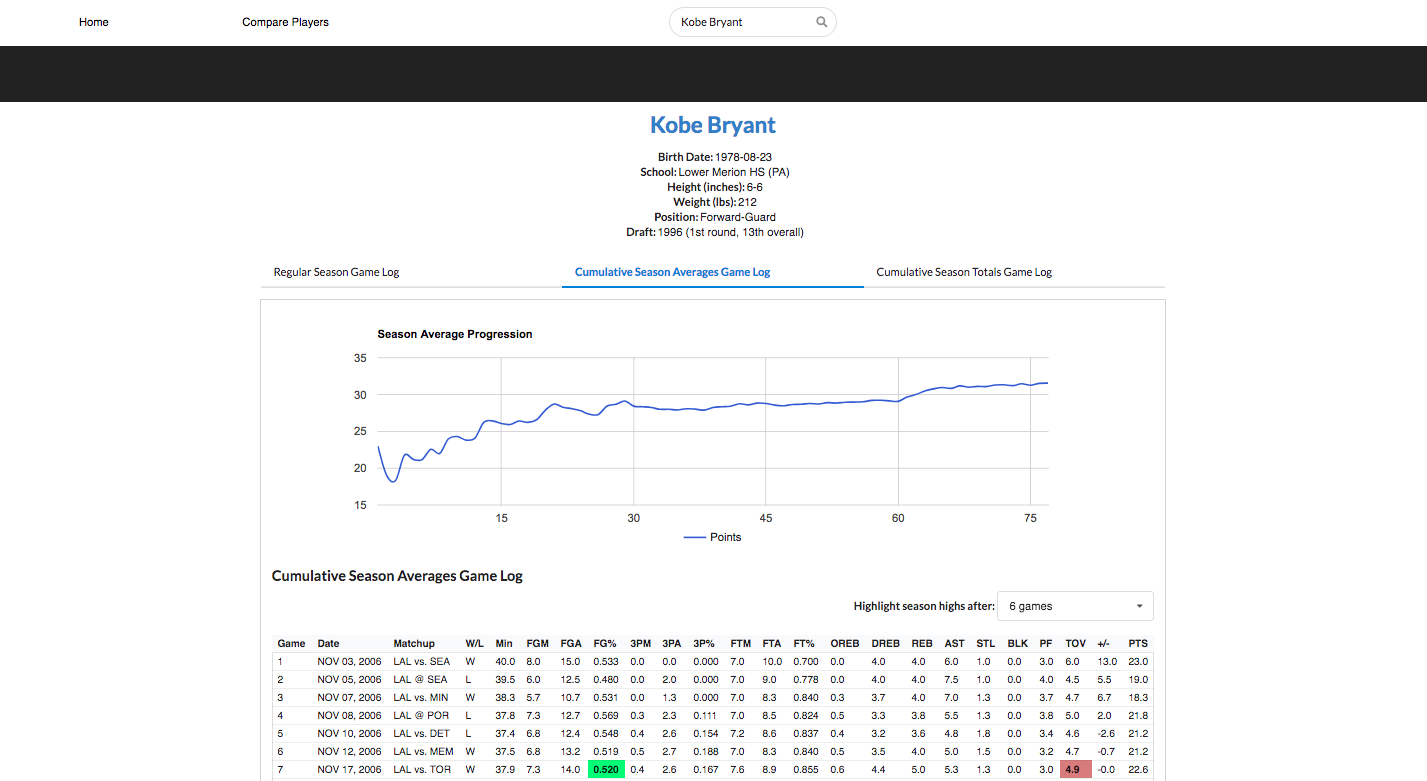 Home Compare Players Kobe Bryant
Kobe Bryant
Birth Date: 1978-08-23
School: Lower Merion HS (PA)
Height (inches): 6-6
Weight (lbs): 212
Position: Forward-Guard
Draft: 1996 (1st round, 13th overall)
Regular Season Game Log Cumulative Season Averages Game Log Cumulative Season Totals Game Log
Season Average Progression
35
30
25
20
15
15 30 45 60 75
Points
Cumulative Season Averages Game Log
Highlight season highs after: 6 games
Game Date Matchup W/L Min FGM FGA FG% 3PM 3PA 3P% FTM FTA FT% OREB DREB REB AST STL BLK PF TOV +/- PTS
1 NOV 03, 2006 LAL vs. SEA W 40.0 8.0 15.0 0.533 0.0 0.0 0.000 7.0 10.0 0.700 0.0 4.0 4.0 6.0 1.0 0.0 3.0 6.0 13.0 23.0
2 NOV 05, 2006 LAL @ SEA L 39.5 6.0 12.5 0.480 0.0 2.0 0.000 7.0 9.0 0.778 0.0 4.0 4.0 7.5 1.0 0.0 4.0 4.5 5.5 19.0
3 NOV 07, 2006 LAL vs. MIN W 38.3 5.7 10.7 0.531 0.0 1.3 0.000 7.0 8.3 0.840 0.3 3.7 4.0 7.0 1.3 0.0 3.7 4.7 6.7 18.3
4 NOV 08, 2006 LAL @ POR L 37.8 7.3 12.7 0.569 0.3 2.3 0.111 7.0 8.5 0.824 0.5 3.3 3.8 5.5 1.3 0.0 3.8 5.0 2.0 21.8
5 NOV 10, 2006 LAL vs. DET L 37.4 6.8 12.4 0.548 0.4 2.6 0.154 7.2 8.6 0.837 0.4 3.2 3.6 4.8 1.8 0.0 3.4 4.6 -2.6 21.2
6 NOV 12, 2006 LAL vs. MEM W 37.5 6.8 13.2 0.519 0.5 2.7 0.188 7.0 8.3 0.840 0.5 3.5 4.0 5.0 1.5 0.0 3.2 4.7 -0.7 21.2
7 NOV 17, 2006 LAL vs. TOR W 37.9 7.3 14.0 0.520 0.4 2.6 0.167 7.6 8.9 0.855 0.6 4.4 5.0 5.3 1.3 0.0 3.0 4.9 -0.0 22.6